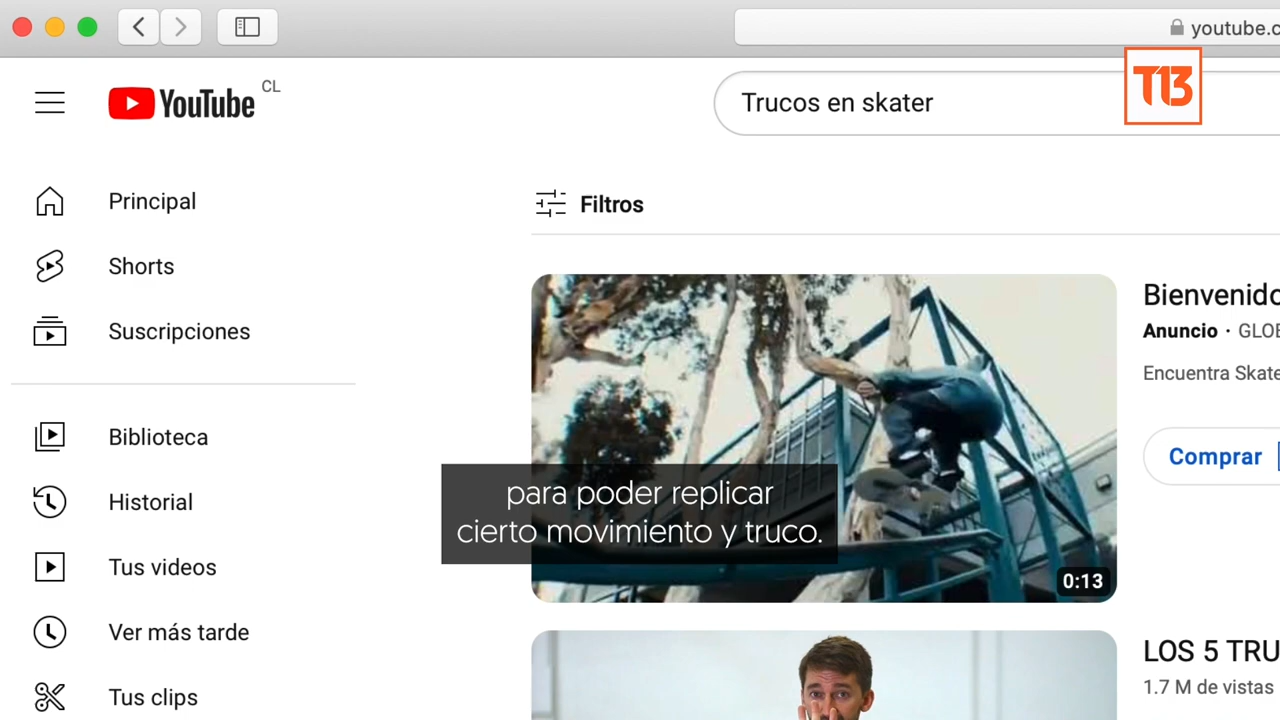 youtube.c
YouTube CL
Trucos en skater
T13
Principal
Shorts
Suscripciones
Biblioteca
Historial
Tus videos
Ver más tarde
Tus clips
Filtros
Bienvenido
Anuncio · GLOB
Encuentra Skate
Comprar
para poder replicar
cierto movimiento y truco.
0:13
LOS 5 TRU
1.7 M de vistas